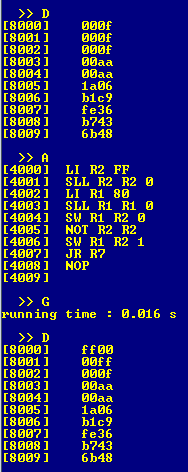 >> D
[8000] 000f
[8001] 000f
[8002] 000f
[8003] 00aa
[8004] 00aa
[8005] 1a06
[8006] b1c9
[8007] fe36
[8008] b743
[8009] 6b48
>> A
[4000] LI R2 FF
[4001] SLL R2 R2 0
[4002] LI R1 80
[4003] SLL R1 R1 0
[4004] SW R1 R2 0
[4005] NOT R2 R2
[4006] SW R1 R2 1
[4007] JR R7
[4008] NOP
[4009]
>> G
running time : 0.016 s
>> D
[8000] ff00
[8001] 00ff
[8002] 000f
[8003] 00aa
[8004] 00aa
[8005] 1a06
[8006] b1c9
[8007] fe36
[8008] b743
[8009] 6b48